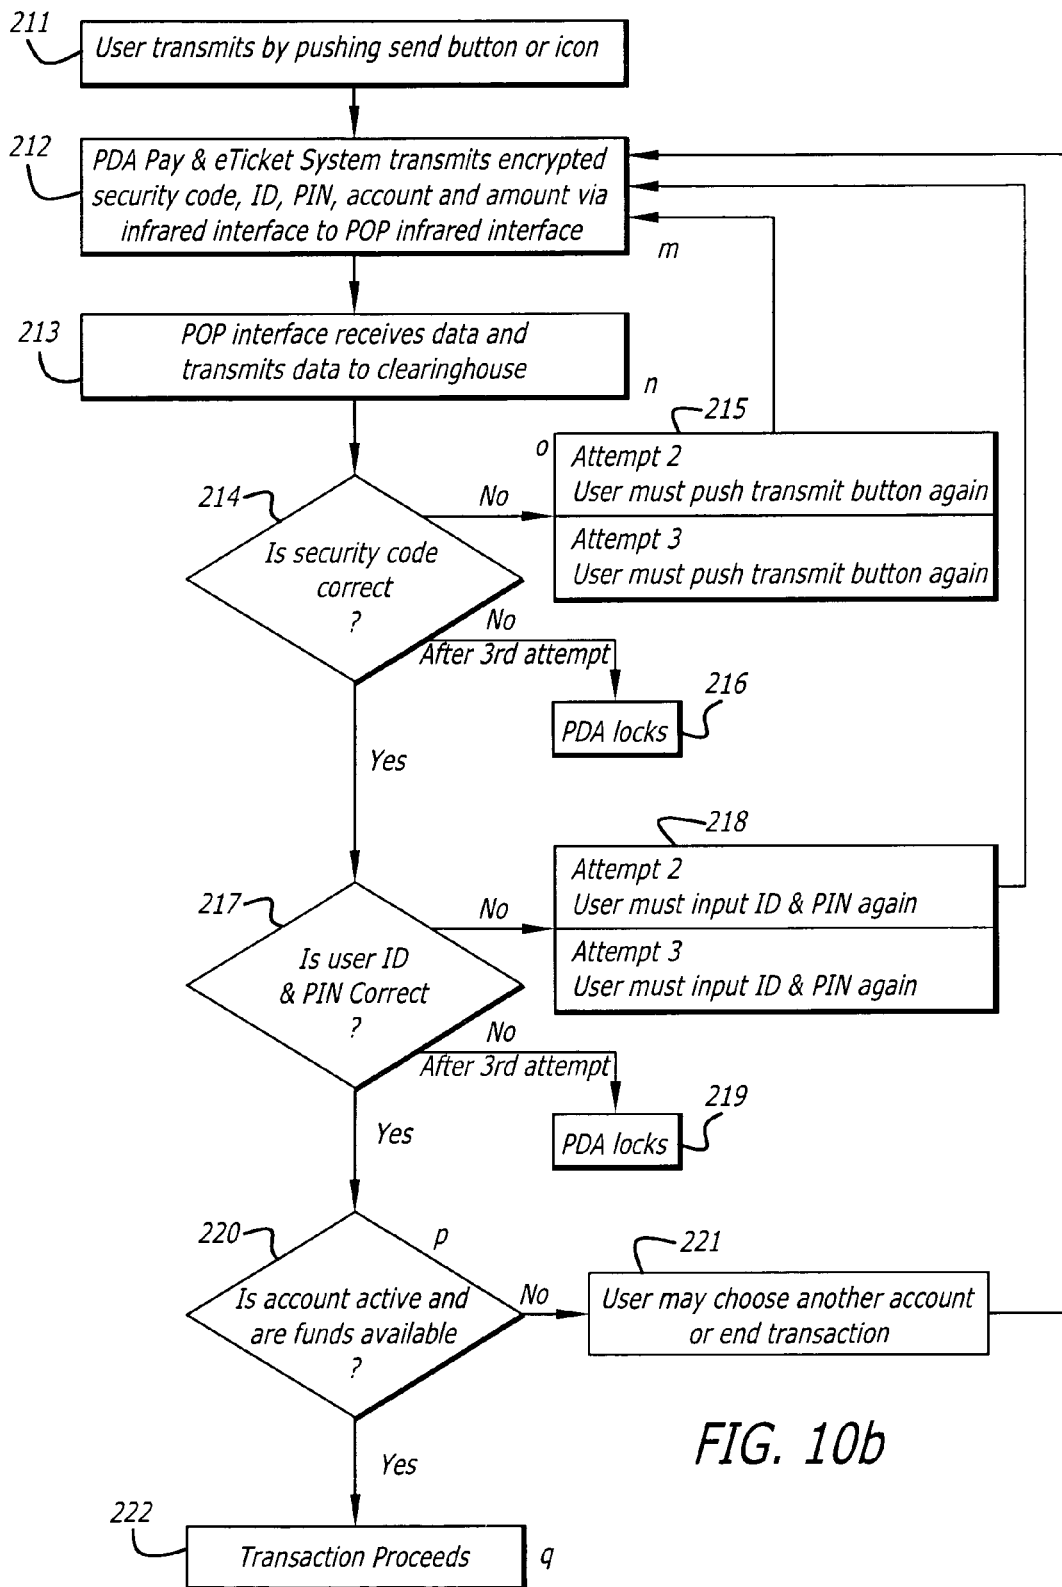 211
User transmits by pushing send button or icon
212
PDA Pay & eTicket System transmits encrypted
security code, ID, PIN, account and amount via
infrared interface to POP infrared interface
m
213
POP interface receives data and
transmits data to clearinghouse
n
215
o
Attempt 2
User must push transmit button again
Attempt 3
User must push transmit button again
214
No
Is security code
correct
?
No
After 3rd attempt
216
PDA locks
Yes
218
Attempt 2
User must input ID & PIN again
Attempt 3
User must input ID & PIN again
217
No
Is user ID
& PIN Correct
?
No
After 3rd attempt
219
PDA locks
Yes
220
p
Is account active and
are funds available
?
No
221
User may choose another account
or end transaction
FIG. 10b
Yes
222
Transaction Proceeds
q